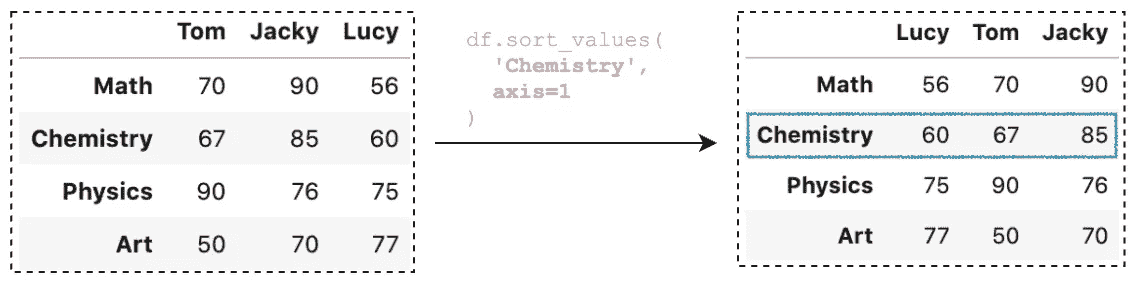 Tom Jacky Lucy
Math 70 90 56
Chemistry 67 85 60
Physics 90 76 75
Art 50 70 77
df.sort_values(
'Chemistry',
axis=1
)
Lucy Tom Jacky
Math 56 70 90
Chemistry 60 67 85
Physics 75 90 76
Art 77 50 70